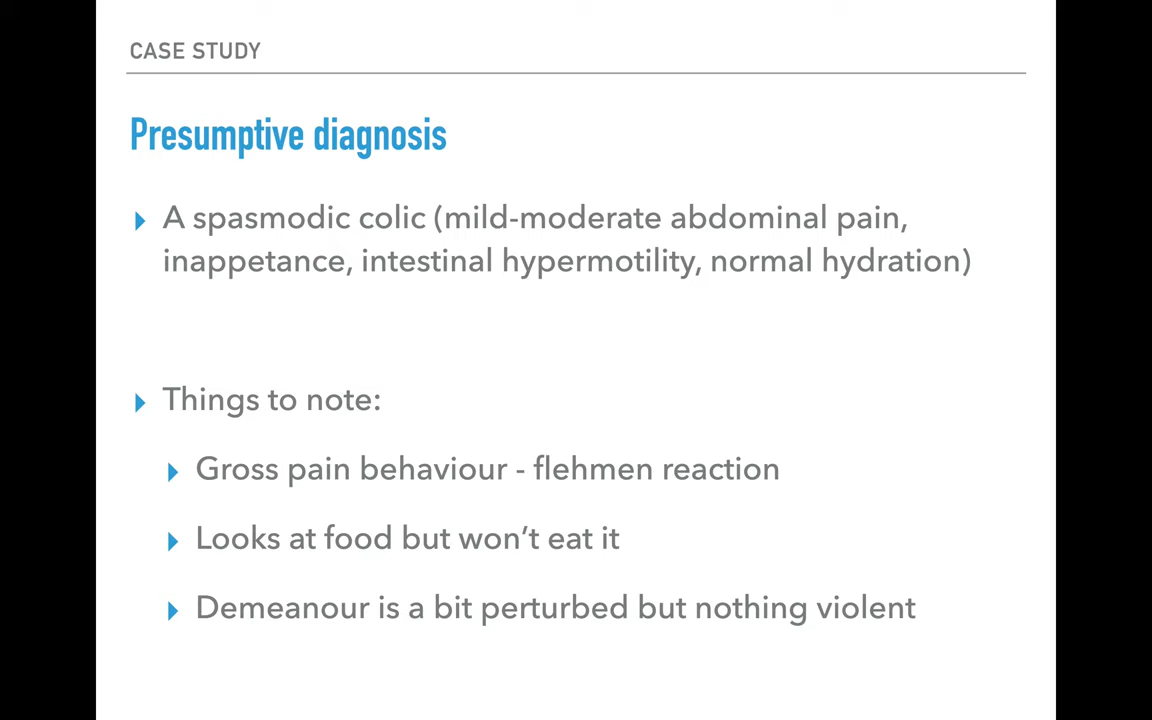 CASE STUDY
Presumptive diagnosis
A spasmodic colic (mild-moderate abdominal pain,
inappetance, intestinal hypermotility, normal hydration)
Things to note:
Gross pain behaviour - flehmen reaction
Looks at food but won’t eat it
Demeanour is a bit perturbed but nothing violent